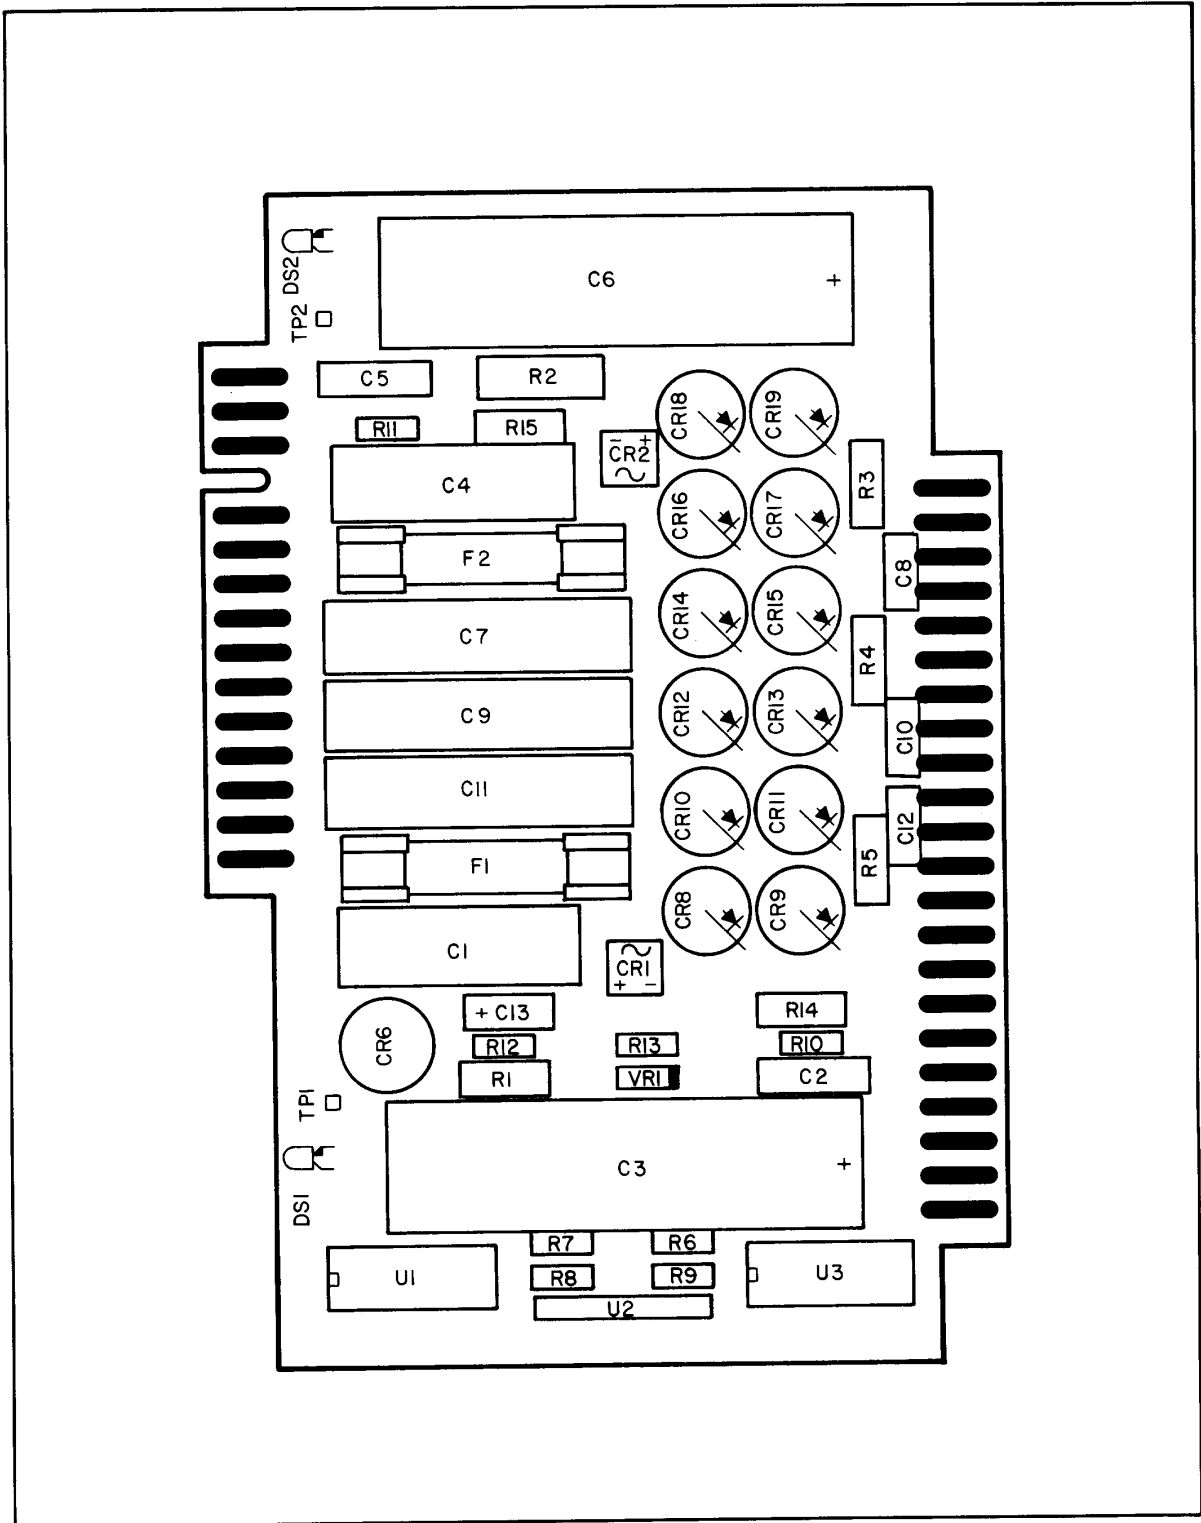 DS2
C6 +
TP2
C5
R2
CR18
CR19
R11
R15
- +
CR2
C4
R3
CR16
CR17
F2
C8
CR14
CR15
C7
R4
C9
CR12
CR13
C10
C11
CR10
CR11
C12
F1
R5
CR8
CR9
C1
CR1
+ -
+ C13
R14
CR6
R12
R13
R10
R1
VR1
C2
TP1
C3 +
DS1
R7
R6
U1
R8
R9
U3
U2